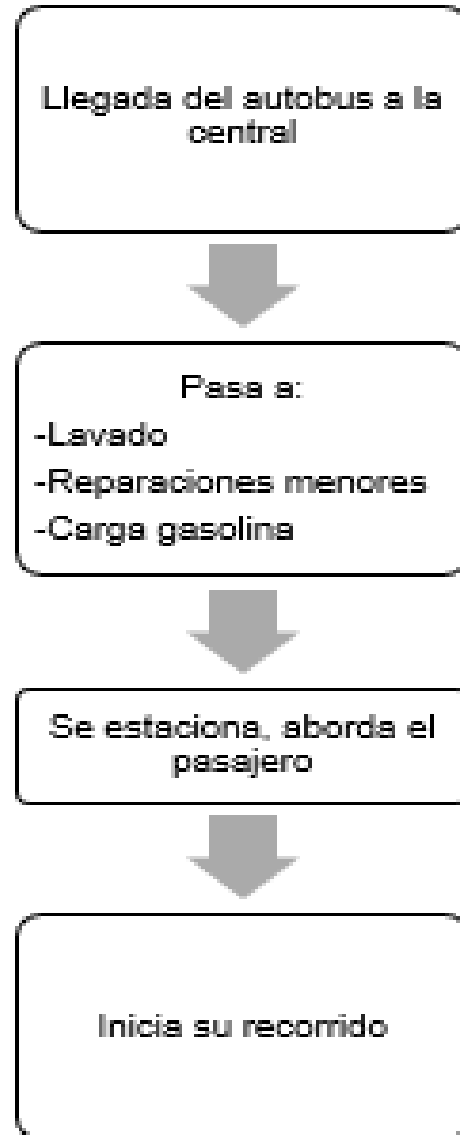 Llegada del autobus a la
central
Pasa a:
-Lavado
-Reparaciones menores
-Carga gasolina
Se estaciona, aborda el
pasajero
Inicia su recorrido